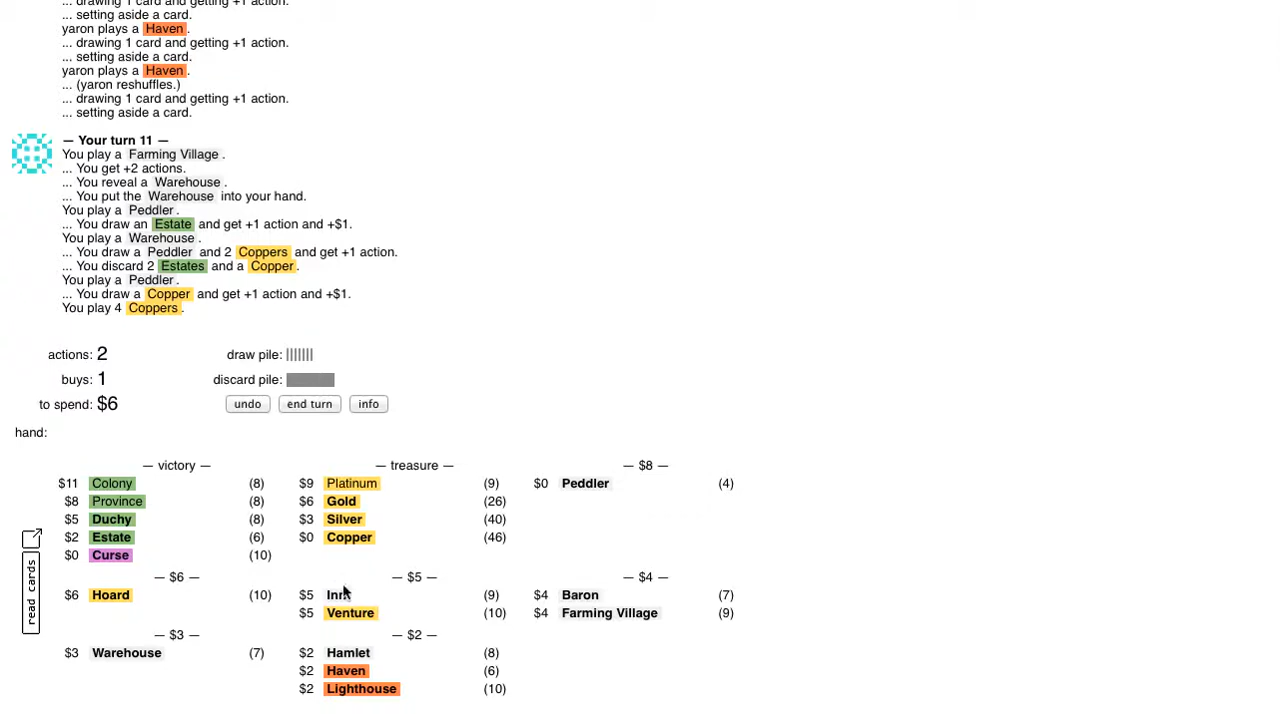 ... drawing 1 card and getting +1 action.
... setting aside a card.
yaron plays a Haven.
... drawing 1 card and getting +1 action.
... setting aside a card.
yaron plays a Haven.
... (yaron reshuffles.)
... drawing 1 card and getting +1 action.
... setting aside a card.
— Your turn 11 —
You play a Farming Village.
... You get +2 actions.
... You reveal a Warehouse.
... You put the Warehouse into your hand.
You play a Peddler.
... You draw an Estate and get +1 action and +$1.
You play a Warehouse.
... You draw a Peddler and 2 Coppers and get +1 action.
... You discard 2 Estates and a Copper.
You play a Peddler.
... You draw a Copper and get +1 action and +$1.
You play 4 Coppers.
actions: 2 draw pile:
buys: 1 discard pile:
to spend: $6 undo end turn info
hand:
— victory — — treasure — — $8 —
$11 Colony (8) $9 Platinum (9) $0 Peddler (4)
$8 Province (8) $6 Gold (26)
$5 Duchy (8) $3 Silver (40)
$2 Estate (6) $0 Copper (46)
$0 Curse (10)
— $6 — — $5 — — $4 —
$6 Hoard (10) $5 Inn (9) $4 Baron (7)
$5 Venture (10) $4 Farming Village (9)
— $3 — — $2 —
$3 Warehouse (7) $2 Hamlet (8)
$2 Haven (6)
$2 Lighthouse (10)
read cards